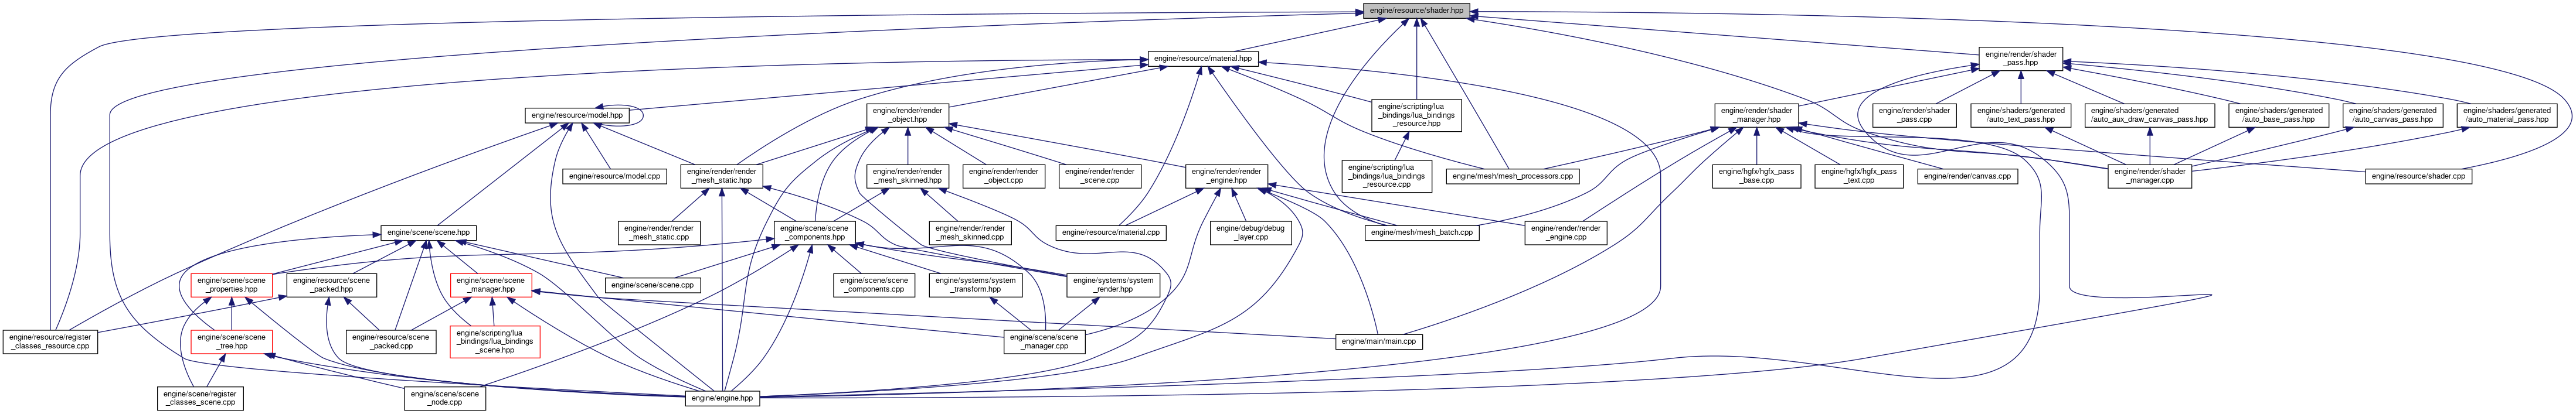 engine/resource/shader.hpp
engine/resource/material.hpp
engine/render/shader
_pass.hpp
engine/resource/model.hpp
engine/render/render
_object.hpp
engine/scripting/lua
_bindings/lua_bindings
_resource.hpp
engine/render/shader
_manager.hpp
engine/render/shader
_pass.cpp
engine/shaders/generated
/auto_text_pass.hpp
engine/shaders/generated
/auto_aux_draw_canvas_pass.hpp
engine/shaders/generated
/auto_base_pass.hpp
engine/shaders/generated
/auto_canvas_pass.hpp
engine/shaders/generated
/auto_material_pass.hpp
engine/resource/model.cpp
engine/render/render
_mesh_static.hpp
engine/render/render
_mesh_skinned.hpp
engine/render/render
_object.cpp
engine/render/render
_scene.cpp
engine/render/render
_engine.hpp
engine/scripting/lua
_bindings/lua_bindings
_resource.cpp
engine/mesh/mesh_processors.cpp
engine/hgfx/hgfx_pass
_base.cpp
engine/hgfx/hgfx_pass
_text.cpp
engine/render/canvas.cpp
engine/render/shader
_manager.cpp
engine/resource/shader.cpp
engine/scene/scene.hpp
engine/render/render
_mesh_static.cpp
engine/scene/scene
_components.hpp
engine/render/render
_mesh_skinned.cpp
engine/resource/material.cpp
engine/debug/debug
_layer.cpp
engine/mesh/mesh_batch.cpp
engine/render/render
_engine.cpp
engine/scene/scene
_properties.hpp
engine/resource/scene
_packed.hpp
engine/scene/scene
_manager.hpp
engine/scene/scene.cpp
engine/scene/scene
_components.cpp
engine/systems/system
_transform.hpp
engine/systems/system
_render.hpp
engine/resource/register
_classes_resource.cpp
engine/scene/scene
_tree.hpp
engine/resource/scene
_packed.cpp
engine/scripting/lua
_bindings/lua_bindings
_scene.hpp
engine/scene/scene
_manager.cpp
engine/main/main.cpp
engine/scene/register
_classes_scene.cpp
engine/scene/scene
_node.cpp
engine/engine.hpp